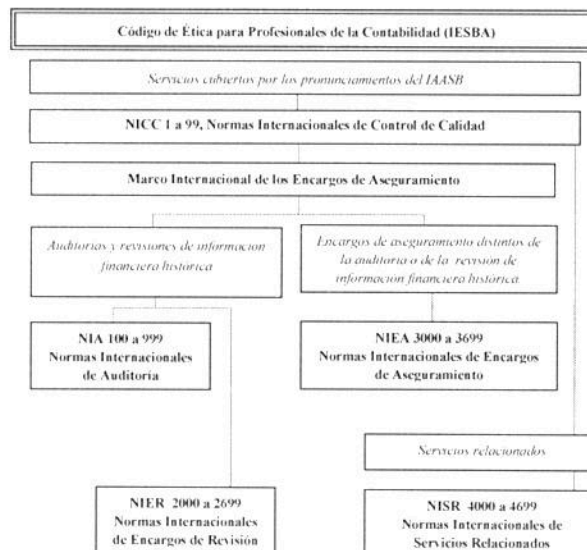 Código de Ética para Profesionales de la Contabilidad (IESBA)
Servicios cubiertos por los pronunciamientos del IAASB
NICC 1 a 99, Normas Internacionales de Control de Calidad
Marco Internacional de los Encargos de Aseguramiento
Auditorías y revisiones de información
financiera histórica
Encargos de aseguramiento distintos de
la auditoría o de la revisión de
información financiera histórica.
NIA 100 a 999
Normas Internacionales
de Auditoría
NIEA 3000 a 3699
Normas Internacionales de Encargos
de Aseguramiento
Servicios relacionados
NIER 2000 a 2699
Normas Internacionales
de Encargos de Revisión
NISR 4000 a 4699
Normas Internacionales de
Servicios Relacionados